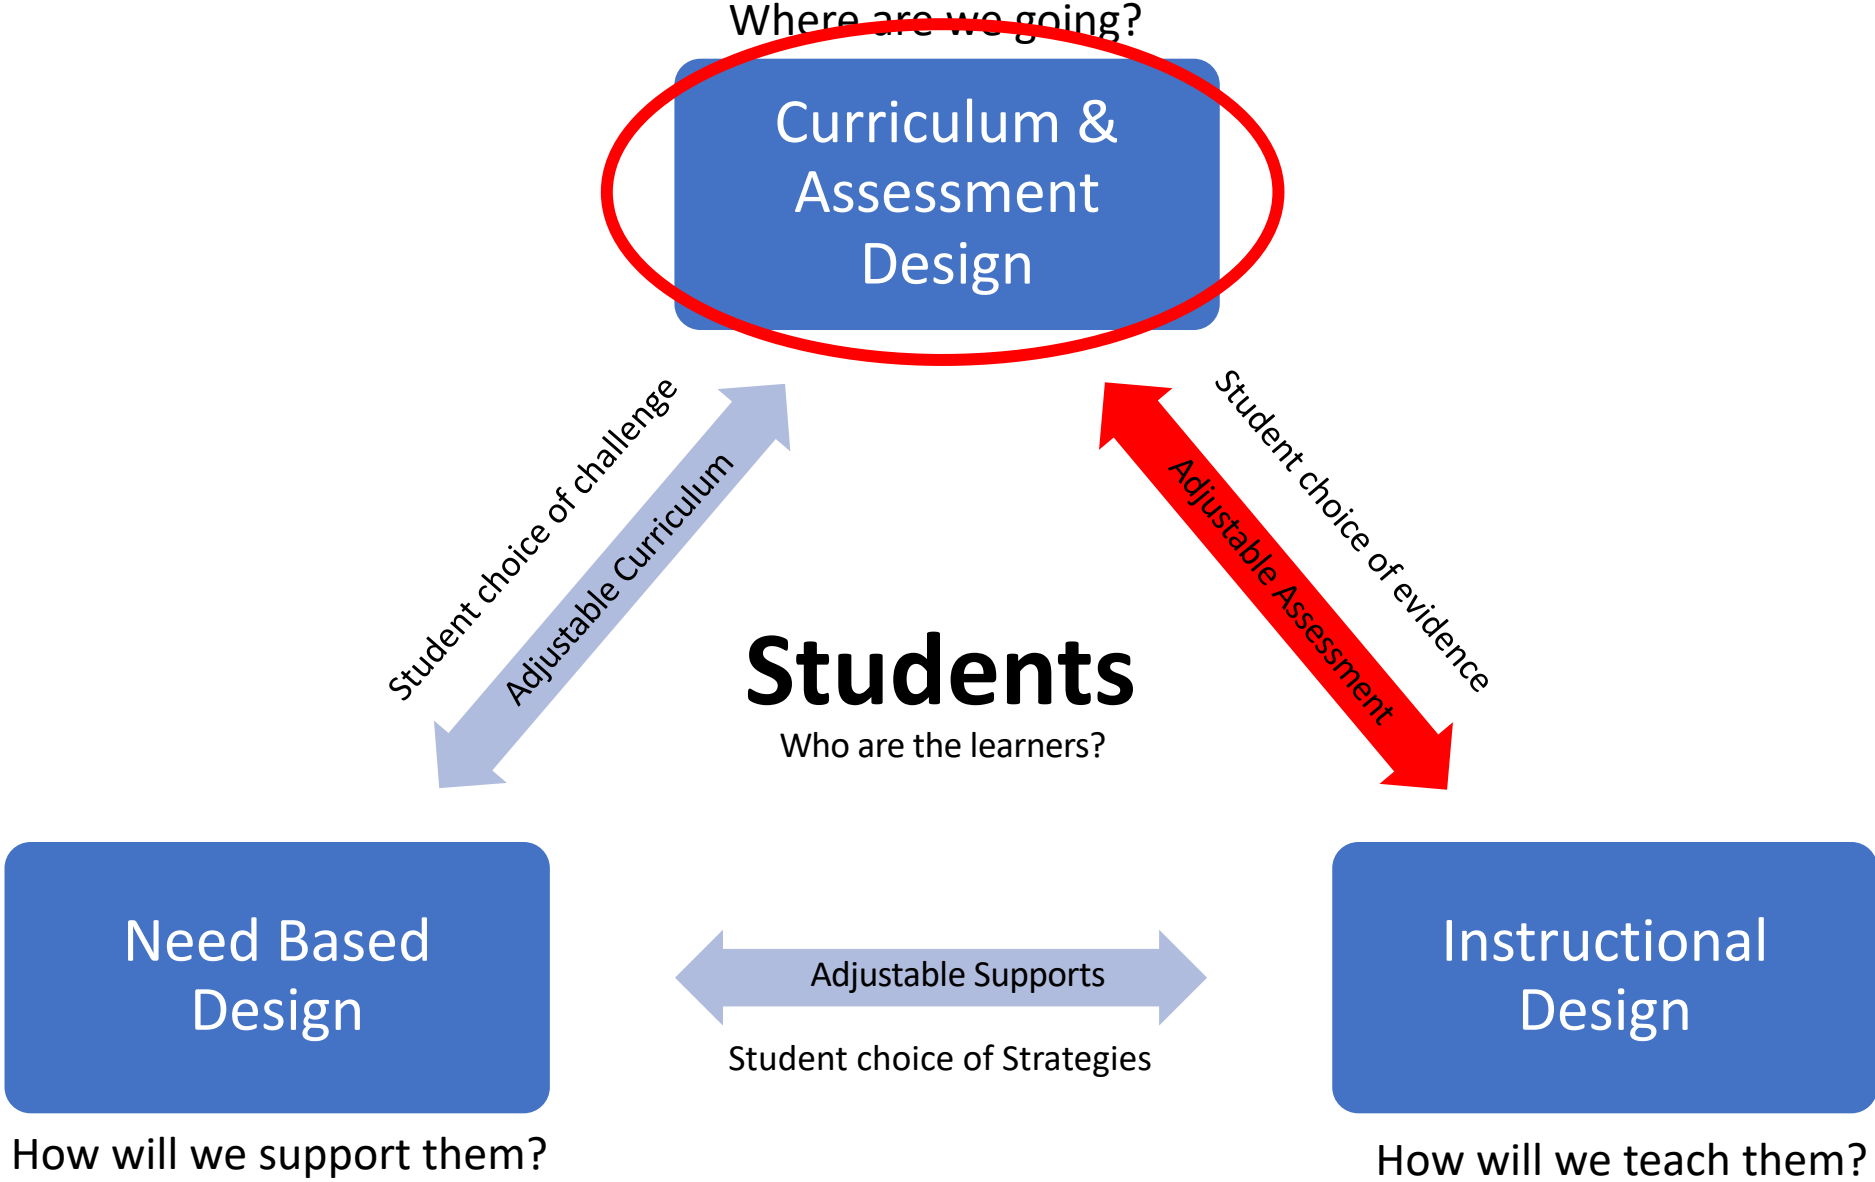 Where are we going?
Curriculum &
Assessment
Design
Student choice of challenge
Adjustable Curriculum
Adjustable Assessment
Student choice of evidence
Students
Who are the learners?
Need Based
Design
Adjustable Supports
Student choice of Strategies
Instructional
Design
How will we support them?
How will we teach them?